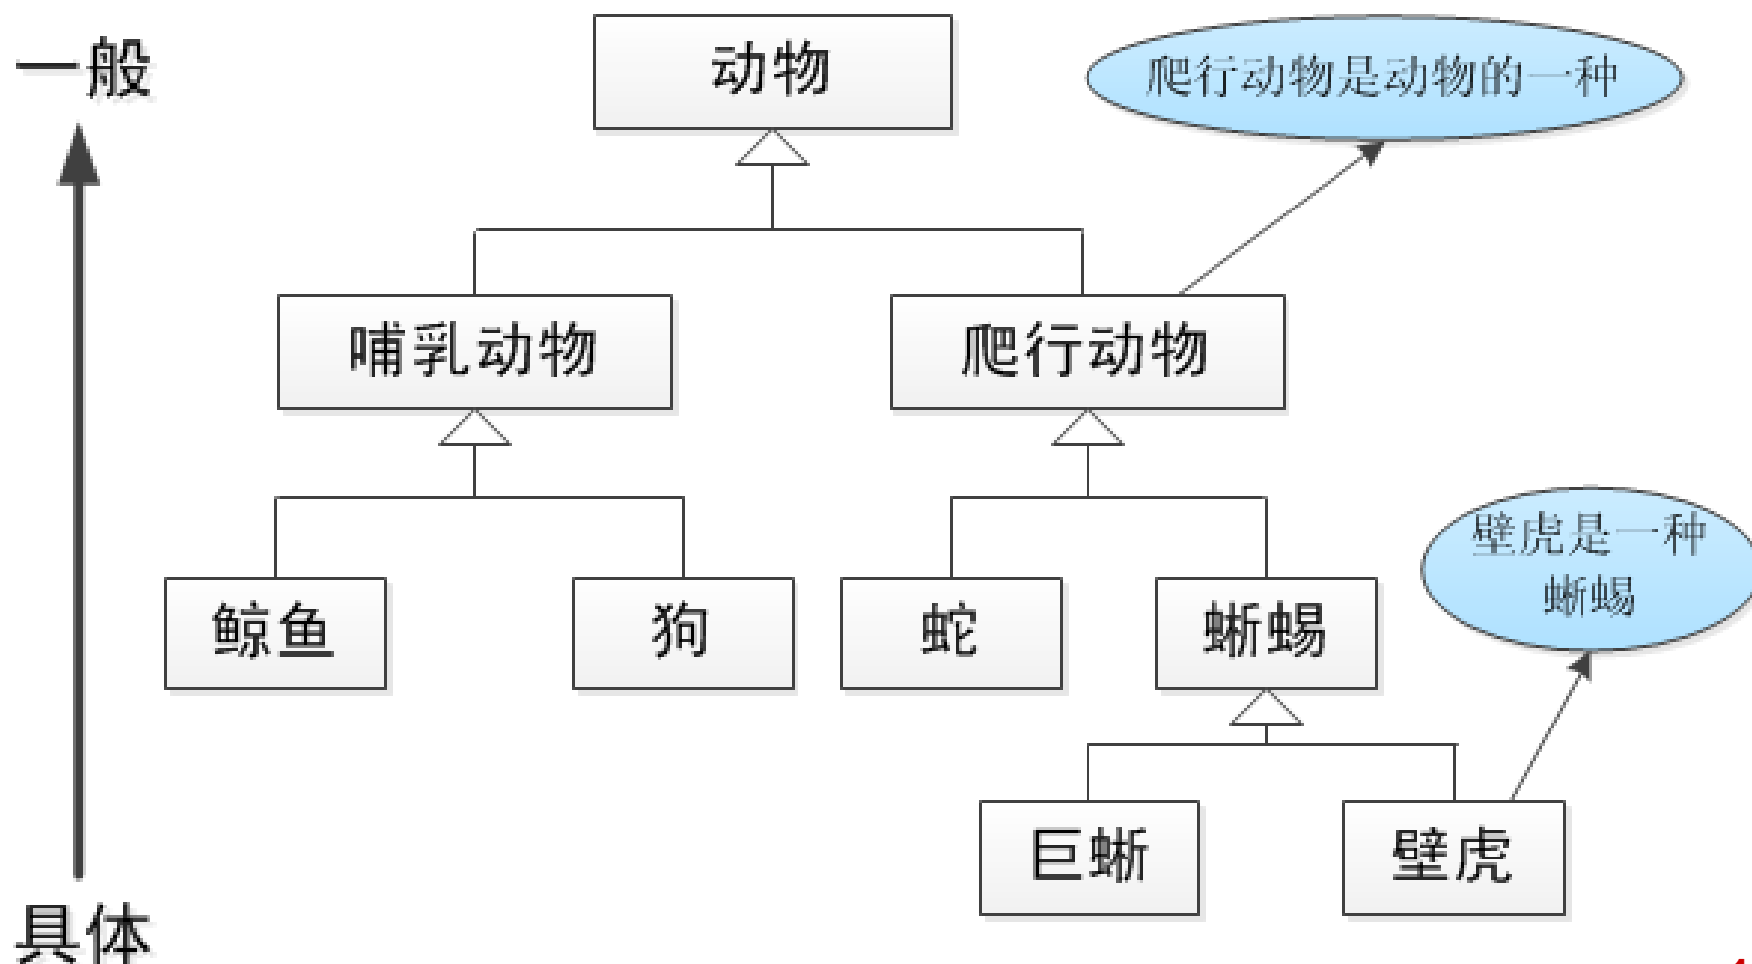 一般
动物
爬行动物是动物的一种
哺乳动物
爬行动物
壁虎是一种
蜥蜴
鲸鱼
狗
蛇
蜥蜴
巨蜥
壁虎
具体